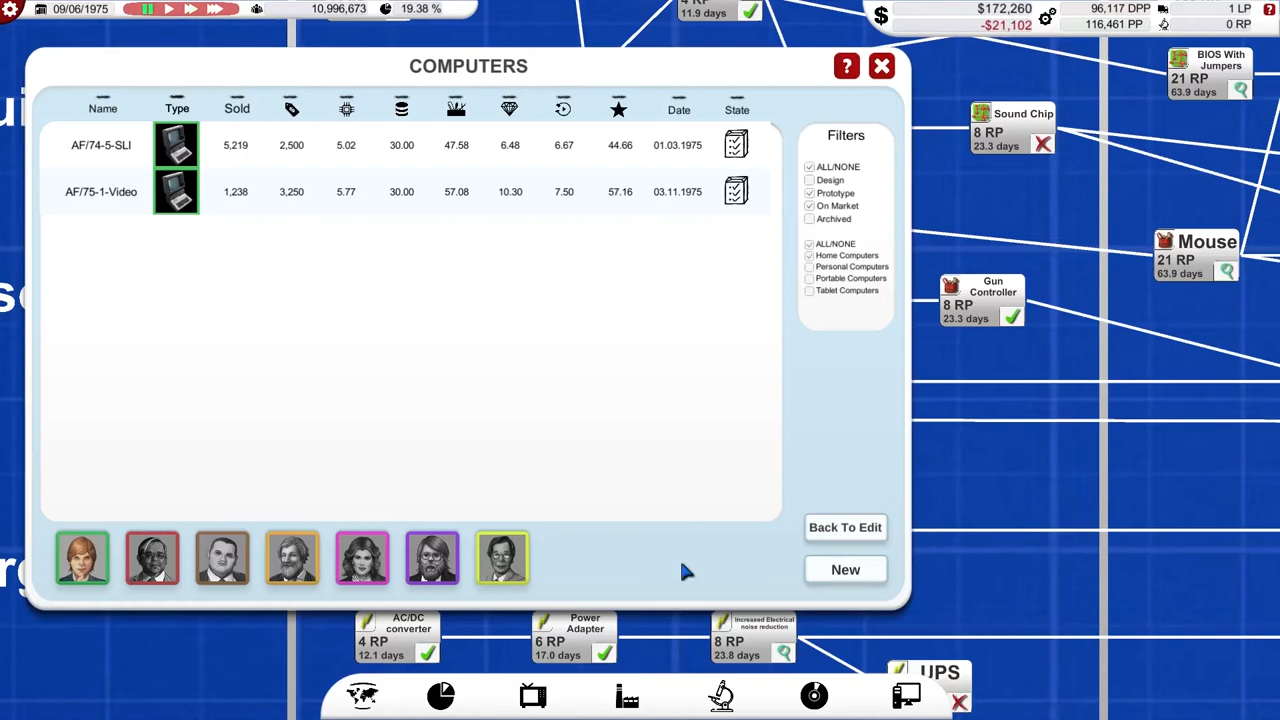 09/06/1975
10,996,673
19.38 %
11.9 days
$
$172,260
-$21,102
96,117 DPP
116,461 PP
1 LP
0 RP
?
COMPUTERS
?
Name
Type
Sold
Date
State
AF/74-5-SLI
5,219
2,500
5.02
30.00
47.58
6.48
6.67
44.66
01.03.1975
AF/75-1-Video
1,238
3,250
5.77
30.00
57.08
10.30
7.50
57.16
03.11.1975
Filters
ALL/NONE
Design
Prototype
On Market
Archived
ALL/NONE
Home Computers
Personal Computers
Portable Computers
Tablet Computers
Back To Edit
New
BIOS With
Jumpers
21 RP
63.9 days
Sound Chip
8 RP
23.3 days
Mouse
21 RP
63.9 days
Gun
Controller
8 RP
23.3 days
AC/DC
converter
4 RP
12.1 days
Power
Adapter
6 RP
17.0 days
Increased Electrical
noise reduction
8 RP
23.8 days
UPS